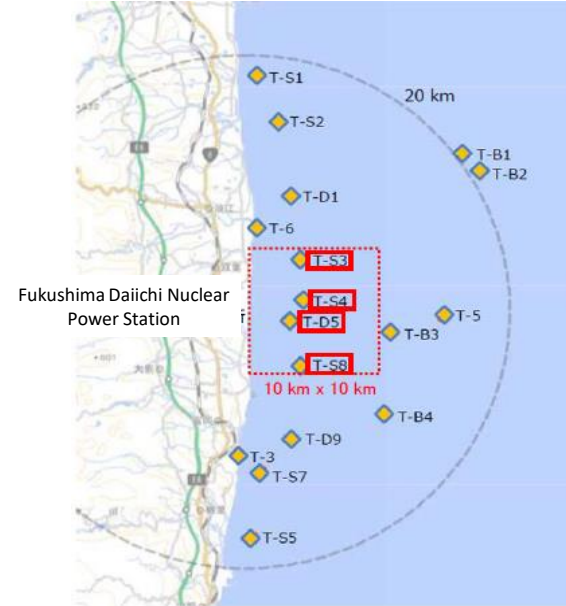 T-S1
20 km
T-S2
T-B1
T-B2
T-D1
T-6
T-S3
Fukushima Daiichi Nuclear
Power Station
T-S4
T-D5
T-5
T-B3
T-S8
10 km x 10 km
T-B4
T-D9
T-3
T-S7
T-S5